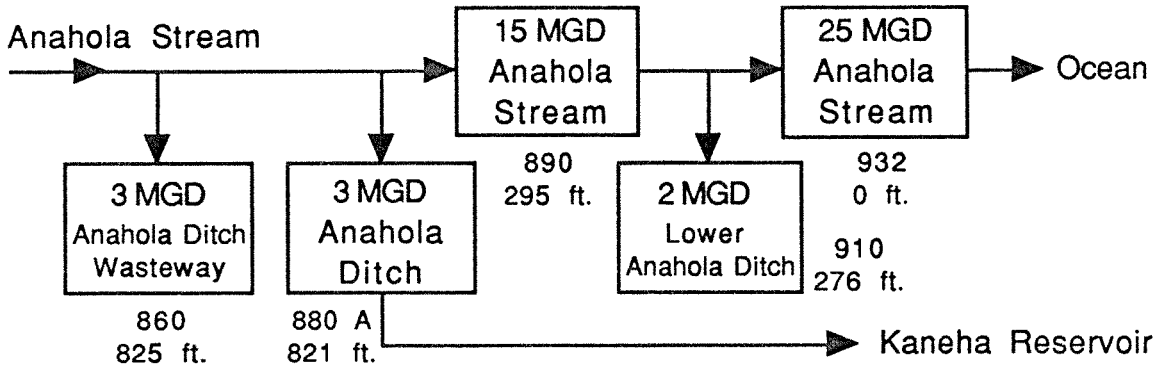 Anahola Stream
15 MGD
Anahola
Stream
25 MGD
Anahola
Stream
Ocean
890
295 ft.
932
0 ft.
3 MGD
Anahola Ditch
Wasteway
3 MGD
Anahola
Ditch
2 MGD
Lower
Anahola Ditch
910
276 ft.
860
825 ft.
880 A
821 ft.
Kaneha Reservoir